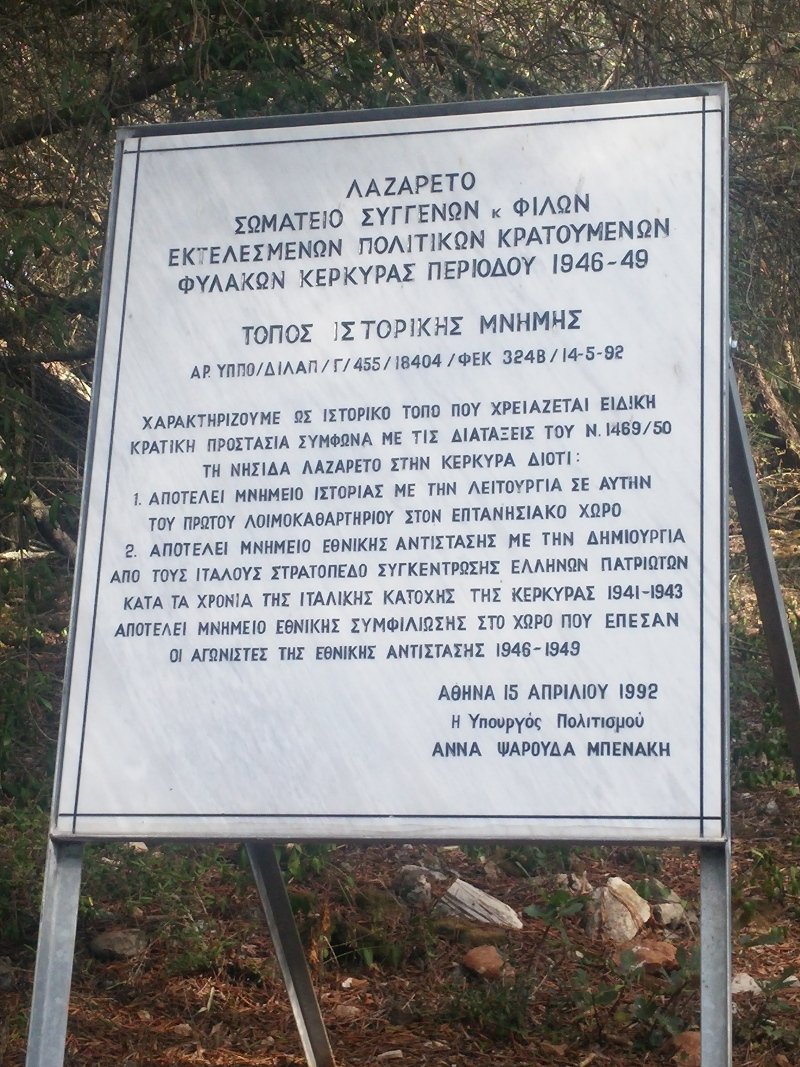 ΛΑΖΑΡΕΤΟ
ΣΩΜΑΤΕΙΟ ΣΥΓΓΕΝΩΝ κ ΦΙΛΩΝ
ΕΚΤΕΛΕΣΜΕΝΩΝ ΠΟΛΙΤΙΚΩΝ ΚΡΑΤΟΥΜΕΝΩΝ
ΦΥΛΑΚΩΝ ΚΕΡΚΥΡΑΣ ΠΕΡΙΟΔΟΥ 1946-49
ΤΟΠΟΣ ΙΣΤΟΡΙΚΗΣ ΜΝΗΜΗΣ
ΑΡ. ΥΠΠΟ/ΔΙΛΑΠ/Γ/455/18404/ΦΕΚ 324Β/14-5-92
ΧΑΡΑΚΤΗΡΙΖΟΥΜΕ ΩΣ ΙΣΤΟΡΙΚΟ ΤΟΠΟ ΠΟΥ ΧΡΕΙΑΖΕΤΑΙ ΕΙΔΙΚΗ
ΚΡΑΤΙΚΗ ΠΡΟΣΤΑΣΙΑ ΣΥΜΦΩΝΑ ΜΕ ΤΙΣ ΔΙΑΤΑΞΕΙΣ ΤΟΥ Ν.1469/50
ΤΗ ΝΗΣΙΔΑ ΛΑΖΑΡΕΤΟ ΣΤΗΝ ΚΕΡΚΥΡΑ ΔΙΟΤΙ:
1. ΑΠΟΤΕΛΕΙ ΜΝΗΜΕΙΟ ΙΣΤΟΡΙΑΣ ΜΕ ΤΗΝ ΛΕΙΤΟΥΡΓΙΑ ΣΕ ΑΥΤΗΝ
ΤΟΥ ΠΡΩΤΟΥ ΛΟΙΜΟΚΑΘΑΡΤΗΡΙΟΥ ΣΤΟΝ ΕΠΤΑΝΗΣΙΑΚΟ ΧΩΡΟ
2. ΑΠΟΤΕΛΕΙ ΜΝΗΜΕΙΟ ΕΘΝΙΚΗΣ ΑΝΤΙΣΤΑΣΗΣ ΜΕ ΤΗΝ ΔΗΜΙΟΥΡΓΙΑ
ΑΠΟ ΤΟΥΣ ΙΤΑΛΟΥΣ ΣΤΡΑΤΟΠΕΔΟ ΣΥΓΚΕΝΤΡΩΣΗΣ ΕΛΛΗΝΩΝ ΠΑΤΡΙΩΤΩΝ
ΚΑΤΑ ΤΑ ΧΡΟΝΙΑ ΤΗΣ ΙΤΑΛΙΚΗΣ ΚΑΤΟΧΗΣ ΤΗΣ ΚΕΡΚΥΡΑΣ 1941-1943
ΑΠΟΤΕΛΕΙ ΜΝΗΜΕΙΟ ΕΘΝΙΚΗΣ ΣΥΜΦΙΛΙΩΣΗΣ ΣΤΟ ΧΩΡΟ ΠΟΥ ΕΠΕΣΑΝ
ΟΙ ΑΓΩΝΙΣΤΕΣ ΤΗΣ ΕΘΝΙΚΗΣ ΑΝΤΙΣΤΑΣΗΣ 1946-1949
ΑΘΗΝΑ 15 ΑΠΡΙΛΙΟΥ 1992
Η Υπουργός Πολιτισμού
ΑΝΝΑ ΨΑΡΟΥΔΑ ΜΠΕΝΑΚΗ